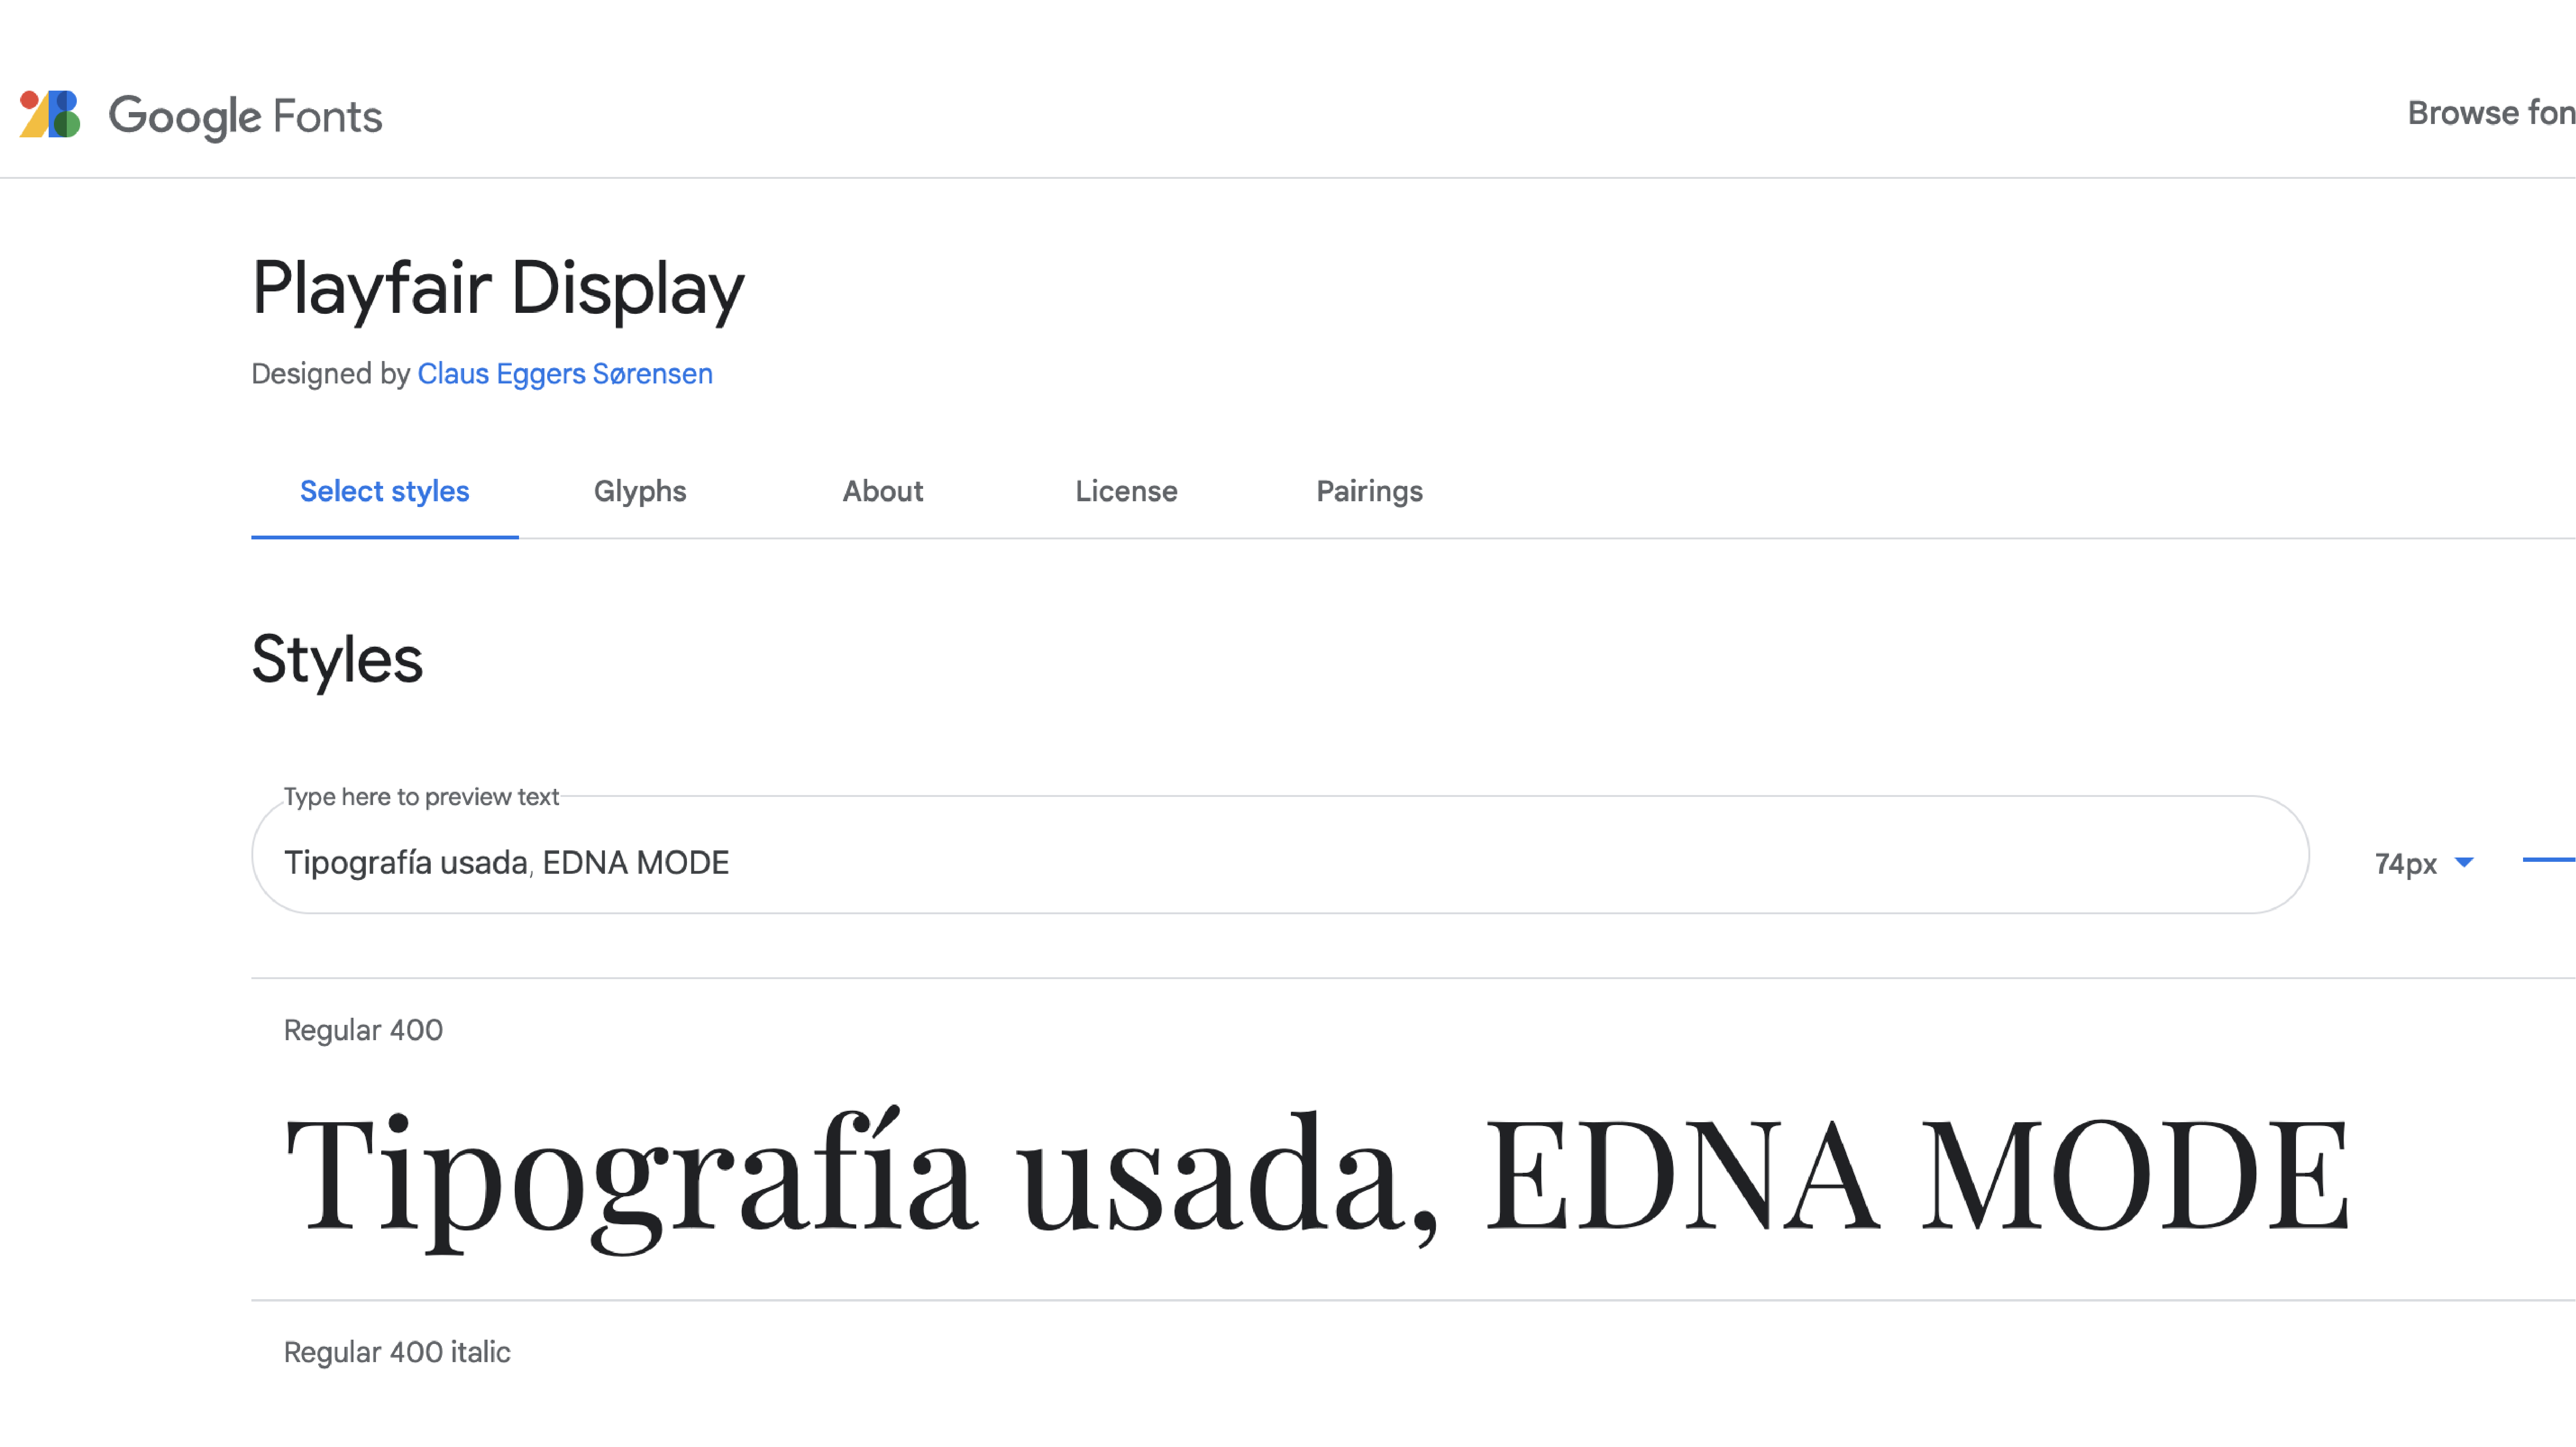 Google Fonts
Browse fon
Playfair Display
Designed by Claus Eggers Sørensen
Select styles Glyphs About License Pairings
Styles
Type here to preview text
Tipografía usada, EDNA MODE
74px
Regular 400
Tipografía usada, EDNA MODE
Regular 400 italic